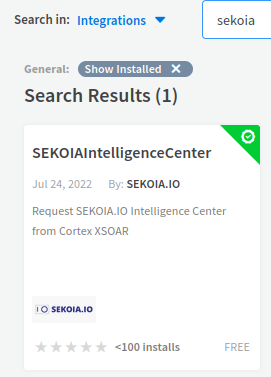 Search in: Integrations sekoia
General: Show Installed ✕
Search Results (1)
SEKOIAIntelligenceCenter
Jul 24, 2022 By: SEKOIA.IO
Request SEKOIA.IO Intelligence Center
from Cortex XSOAR
IO SEKOIA.IO
<100 installs FREE